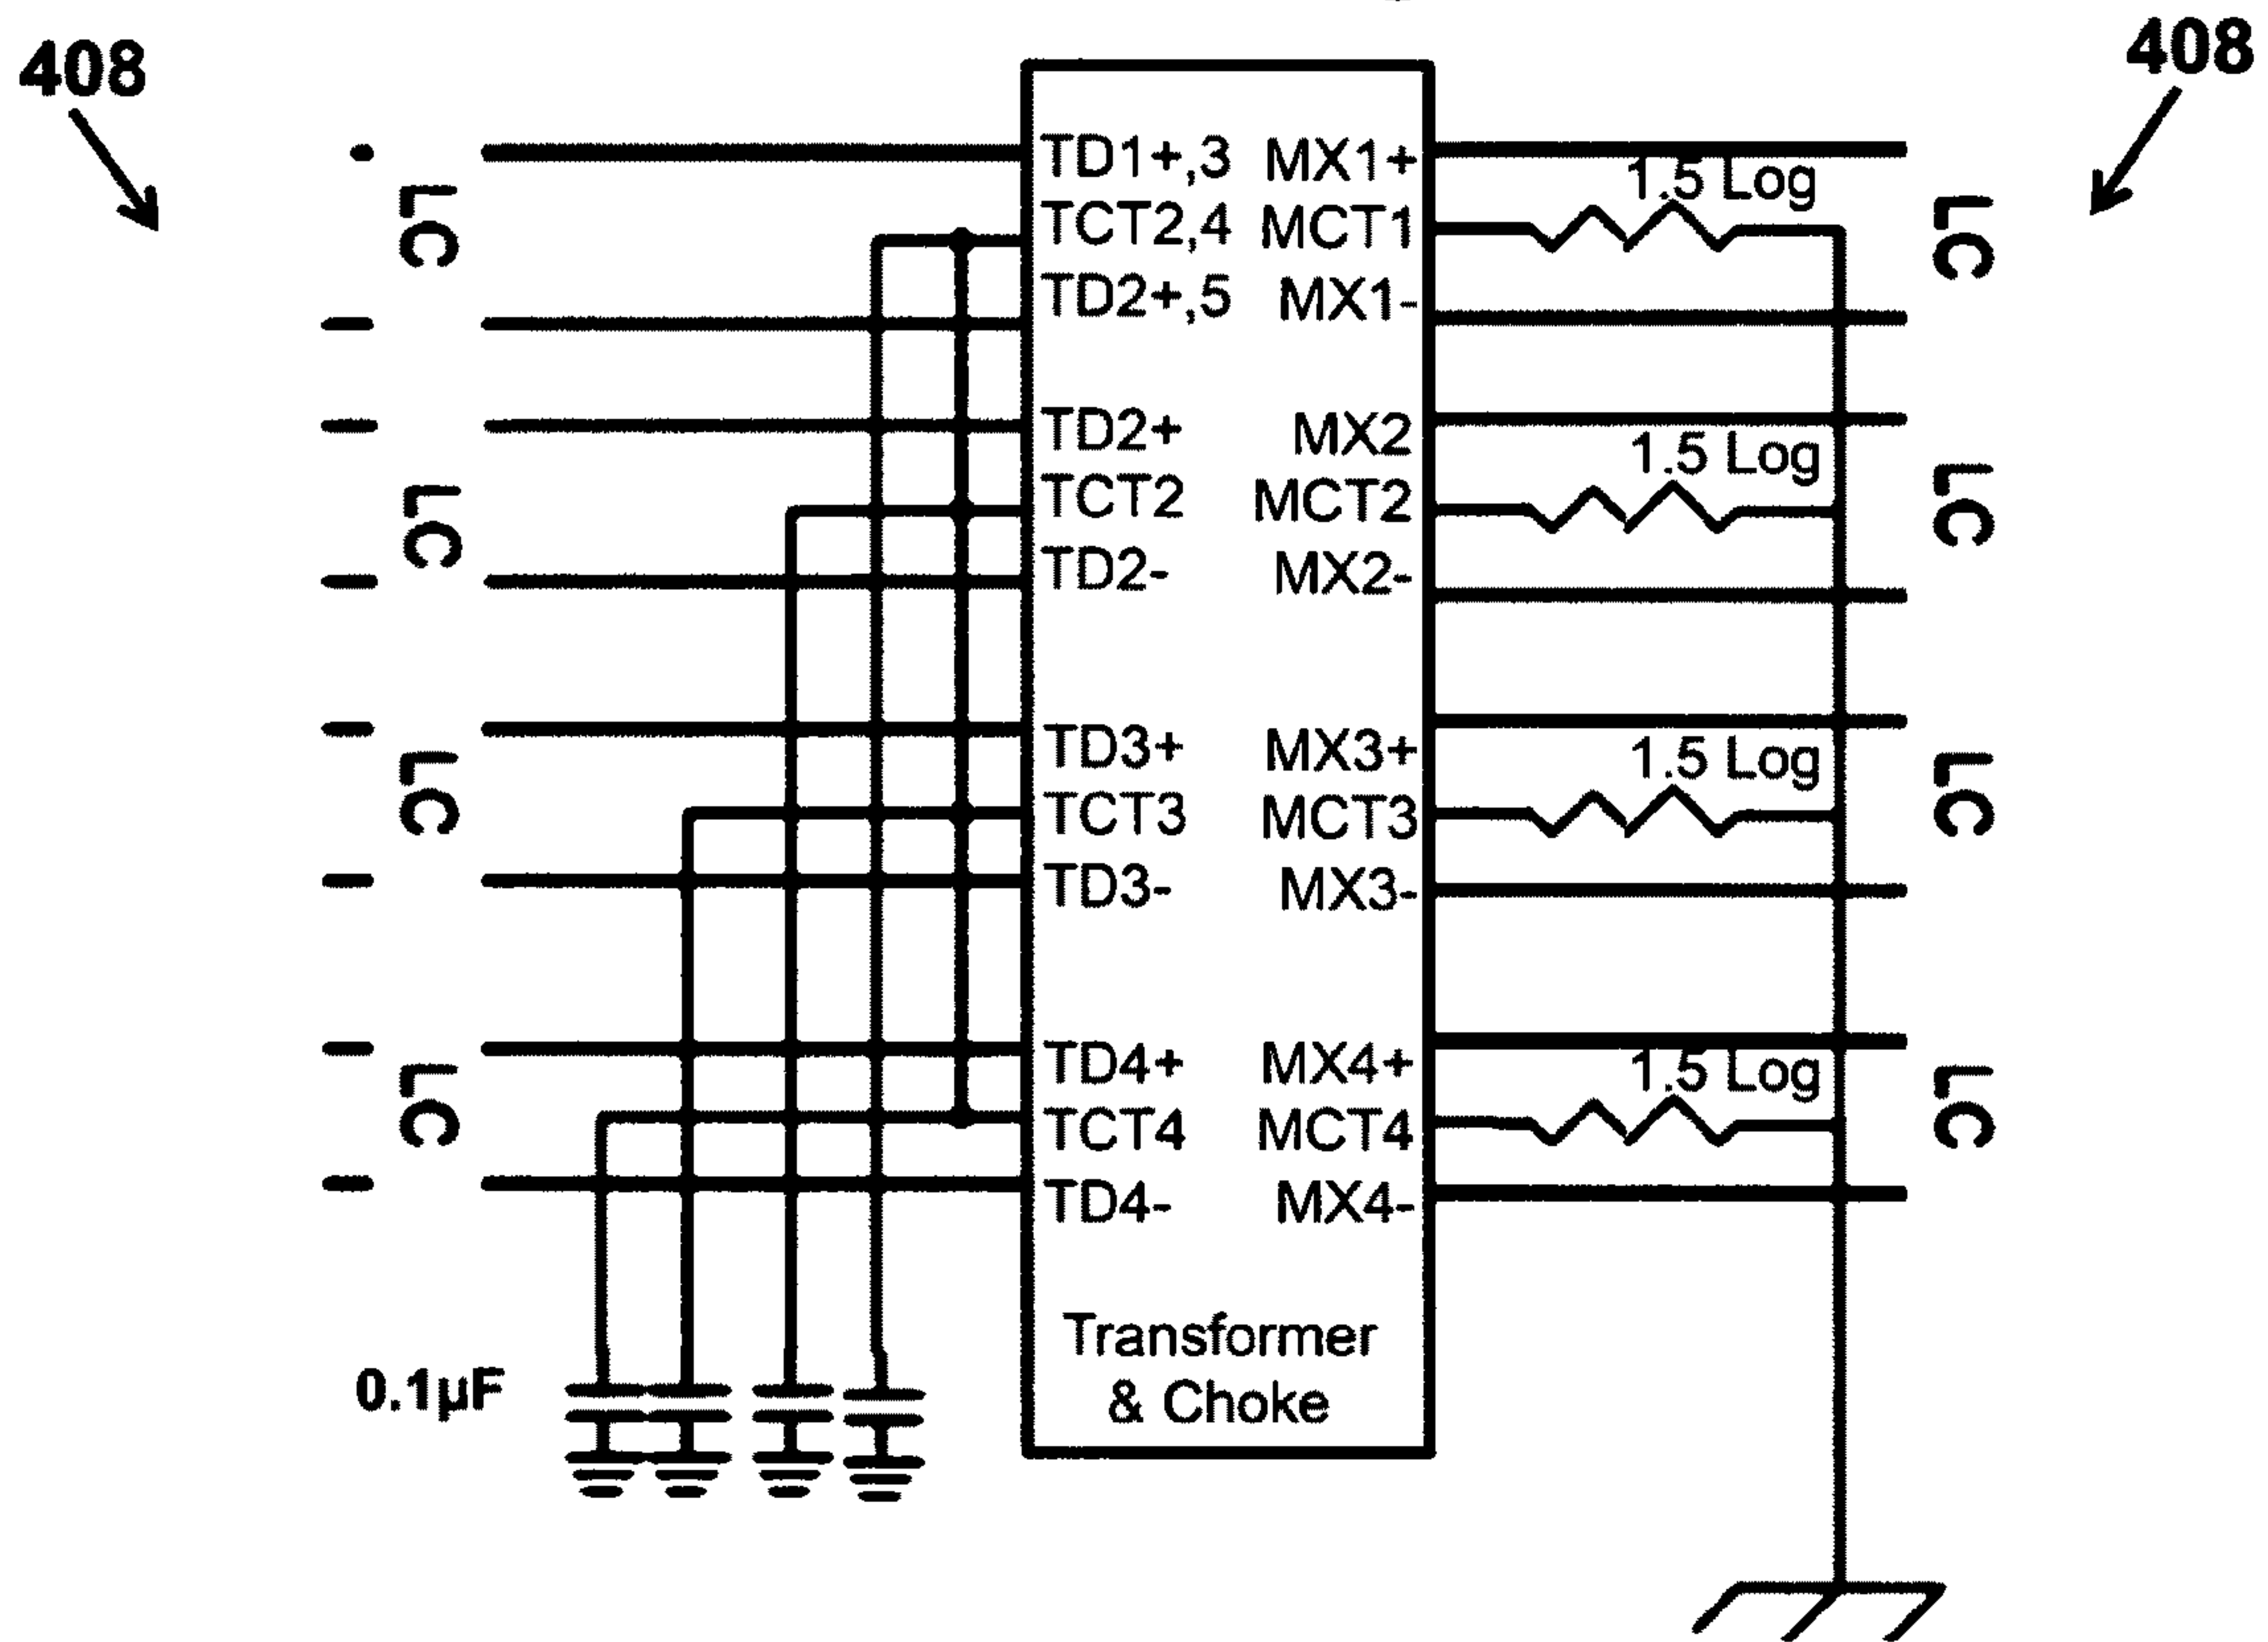 408
408
TD1+,3 MX1+
1.5 Log
LC
TCT2,4 MCT1
LC
TD2+,5 MX1-
TD2+ MX2
1.5 Log
LC
TCT2 MCT2
LC
TD2- MX2-
TD3+ MX3+
1.5 Log
LC
TCT3 MCT3
LC
TD3- MX3-
TD4+ MX4+
1.5 Log
LC
TCT4 MCT4
LC
TD4- MX4-
Transformer
& Choke
0.1µF